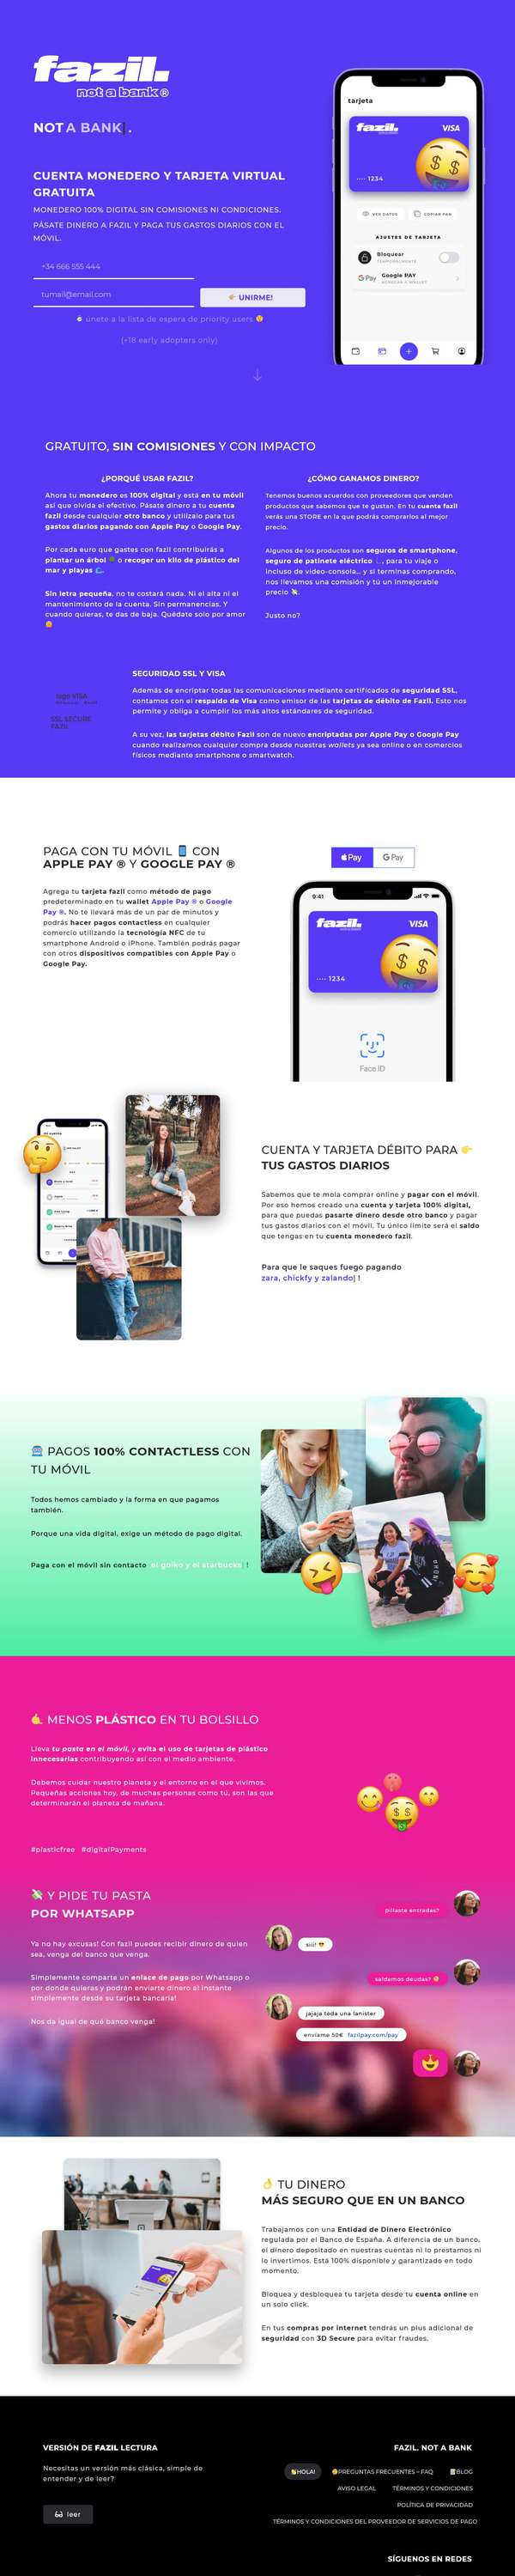 fazil.
not a bank®
NOT A BANK| .
CUENTA MONEDERO Y TARJETA VIRTUAL
GRATUITA
MONEDERO 100% DIGITAL SIN COMISIONES NI CONDICIONES.
PÁSATE DINERO A FAZIL Y PAGA TUS GASTOS DIARIOS CON EL
MÓVIL.
+34 666 555 444
tumail@email.com
👉 UNIRME!
únete a la lista de espera de priority users
(+18 early adopters only)
tarjeta
fazil.
VISA
···· 1234
VER DATOS
COPIAR PAN
AJUSTES DE TARJETA
Bloquear
TEMPORALMENTE
G Pay
Google PAY
AGREGAR A WALLET
GRATUITO, SIN COMISIONES Y CON IMPACTO
¿PORQUÉ USAR FAZIL?
Ahora tu monedero es 100% digital y está en tu móvil
así que olvida el efectivo. Pásate dinero a tu cuenta
fazil desde cualquier otro banco y utilízalo para tus
gastos diarios pagando con Apple Pay o Google Pay.
Por cada euro que gastes con fazil contribuirás a
plantar un árbol 🌳 o recoger un kilo de plástico del
mar y playas 🌊.
Sin letra pequeña, no te costará nada. Ni el alta ni el
mantenimiento de la cuenta. Sin permanencias. Y
cuando quieras, te das de baja. Quédate solo por amor
¿CÓMO GANAMOS DINERO?
Tenemos buenos acuerdos con proveedores que venden
productos que sabemos que te gustan. En tu cuenta fazil
verás una STORE en la que podrás comprarlos al mejor
precio.
Algunos de los productos son seguros de smartphone,
seguro de patinete eléctrico , para tu viaje o
incluso de video-consola... y si terminas comprando,
nos llevamos una comisión y tú un inmejorable
precio 💸.
Justo no?
logo VISA
SSL SECURE
FAZIL
SEGURIDAD SSL Y VISA
Además de encriptar todas las comunicaciones mediante certificados de seguridad SSL,
contamos con el respaldo de Visa como emisor de las tarjetas de débito de Fazil. Esto nos
permite y obliga a cumplir los más altos estándares de seguridad.
A su vez, las tarjetas débito Fazil son de nuevo encriptadas por Apple Pay o Google Pay
cuando realizamos cualquier compra desde nuestras wallets ya sea online o en comercios
físicos mediante smartphone o smartwatch.
PAGA CON TU MÓVIL 📱 CON
APPLE PAY ® Y GOOGLE PAY ®
Agrega tu tarjeta fazil como método de pago
predeterminado en tu wallet Apple Pay ® o Google
Pay ®. No te llevará más de un par de minutos y
podrás hacer pagos contactless en cualquier
comercio utilizando la tecnología NFC de tu
smartphone Android o iPhone. También podrás pagar
con otros dispositivos compatibles con Apple Pay o
Google Pay.
Pay
G Pay
9:41
fazil.
VISA
···· 1234
Face ID
CUENTA Y TARJETA DÉBITO PARA 👉
TUS GASTOS DIARIOS
Sabemos que te mola comprar online y pagar con el móvil.
Por eso hemos creado una cuenta y tarjeta 100% digital,
para que puedas pasarte dinero desde otro banco y pagar
tus gastos diarios con el móvil. Tu único límite será el saldo
que tengas en tu cuenta monedero fazil.
Para que le saques fuego pagando
zara, chickfy y zalando| !
PAGOS 100% CONTACTLESS CON
TU MÓVIL
Todos hemos cambiado y la forma en que pagamos
también.
Porque una vida digital, exige un método de pago digital.
Paga con el móvil sin contacto el goiko y el starbucks !
MENOS PLÁSTICO EN TU BOLSILLO
Lleva tu pasta en el móvil, y evita el uso de tarjetas de plástico
innecesarias contribuyendo así con el medio ambiente.
Debemos cuidar nuestro planeta y el entorno en el que vivimos.
Pequeñas acciones hoy, de muchas personas como tú, son las que
determinarán el planeta de mañana.
#plasticfree #digitalPayments
💸 Y PIDE TU PASTA
POR WHATSAPP
Ya no hay excusas! Con fazil puedes recibir dinero de quien
sea, venga del banco que venga.
Simplemente comparte un enlace de pago por Whatsapp o
por donde quieras y podrán enviarte dinero al instante
simplemente desde su tarjeta bancaria!
Nos da igual de qué banco venga!
pillaste entradas?
siii! 😎
saldamos deudas?
jajaja toda una lanister
enviame 50€ fazilpay.com/pay
👌 TU DINERO
MÁS SEGURO QUE EN UN BANCO
Trabajamos con una Entidad de Dinero Electrónico
regulada por el Banco de España. A diferencia de un banco,
el dinero depositado en nuestras cuentas ni lo prestamos ni
lo invertimos. Está 100% disponible y garantizado en todo
momento.
Bloquea y desbloquea tu tarjeta desde tu cuenta online en
un solo click.
En tus compras por internet tendrás un plus adicional de
seguridad con 3D Secure para evitar fraudes.
VERSIÓN DE FAZIL LECTURA
Necesitas un versión más clásica, simple de
entender y de leer?
leer
FAZIL. NOT A BANK
👋HOLA!
PREGUNTAS FRECUENTES – FAQ
BLOG
AVISO LEGAL
TÉRMINOS Y CONDICIONES
POLÍTICA DE PRIVACIDAD
TÉRMINOS Y CONDICIONES DEL PROVEEDOR DE SERVICIOS DE PAGO
SÍGUENOS EN REDES